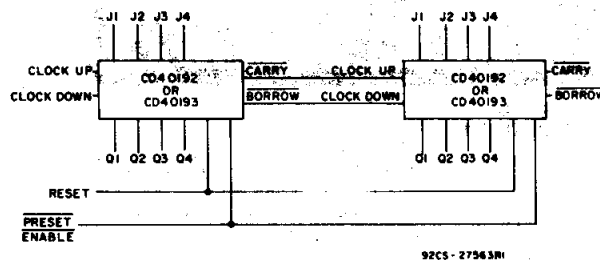 J1 J2 J3 J4
J1 J2 J3 J4
CLOCK UP
CD40192
OR
CD40193
CARRY
CLOCK UP
CD40192
OR
CD40193
CARRY
CLOCK DOWN
BORROW
CLOCK DOWN
BORROW
Q1 Q2 Q3 Q4
Q1 Q2 Q3 Q4
RESET
PRESET
ENABLE
92CS-27563RI